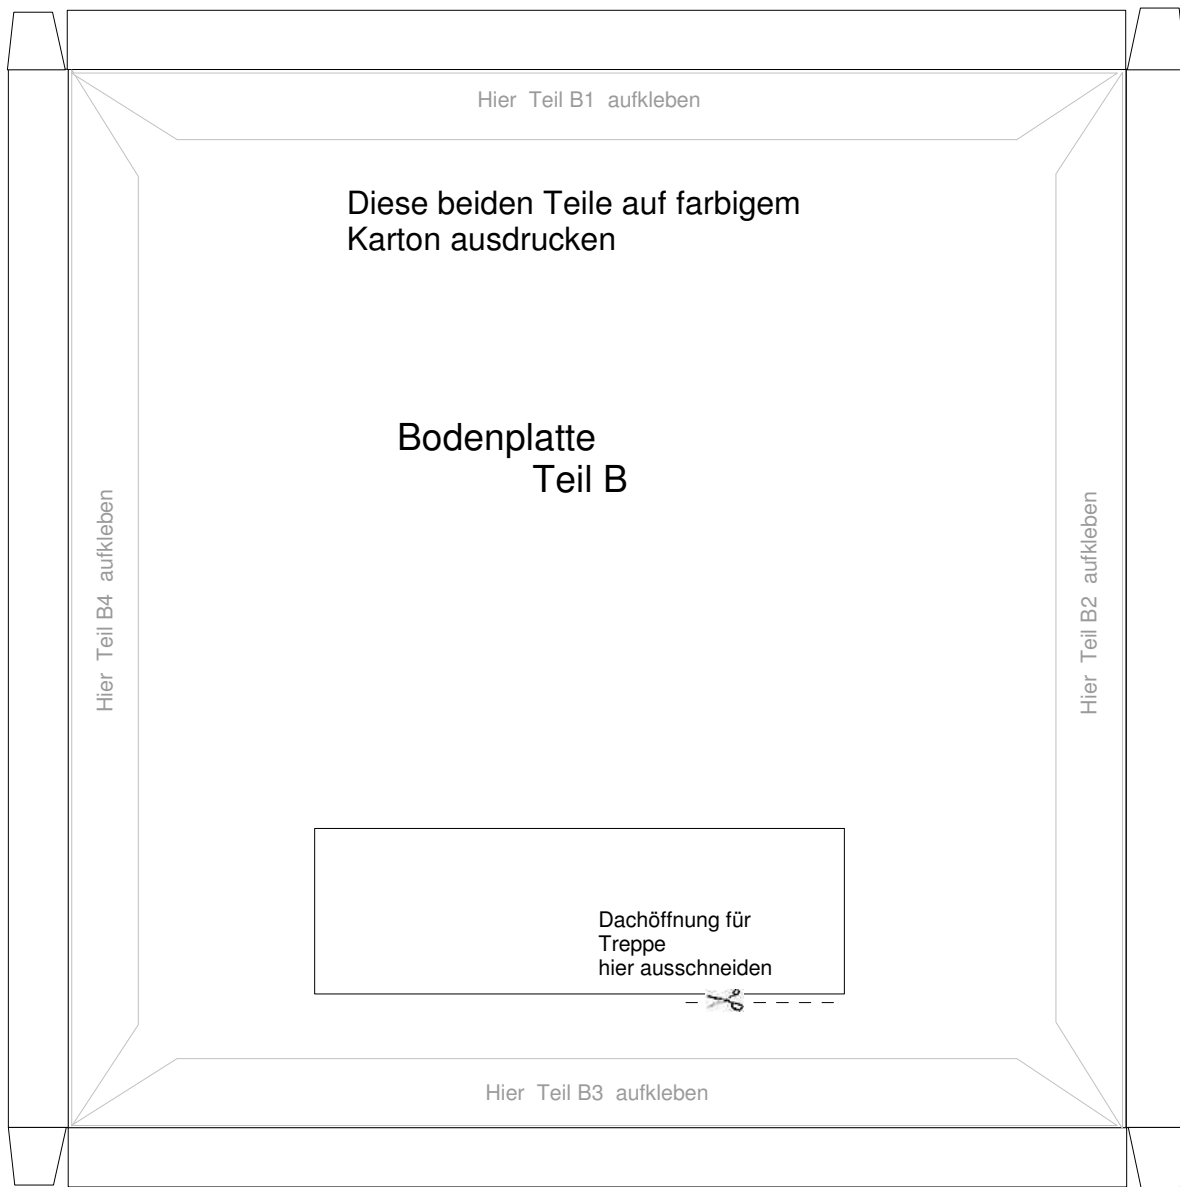 Hier Teil B1 aufkleben
Diese beiden Teile auf farbigem
Karton ausdrucken
Bodenplatte
Teil B
Hier Teil B4 aufkleben
Hier Teil B2 aufkleben
Dachöffnung für
Treppe
hier ausschneiden
Hier Teil B3 aufkleben